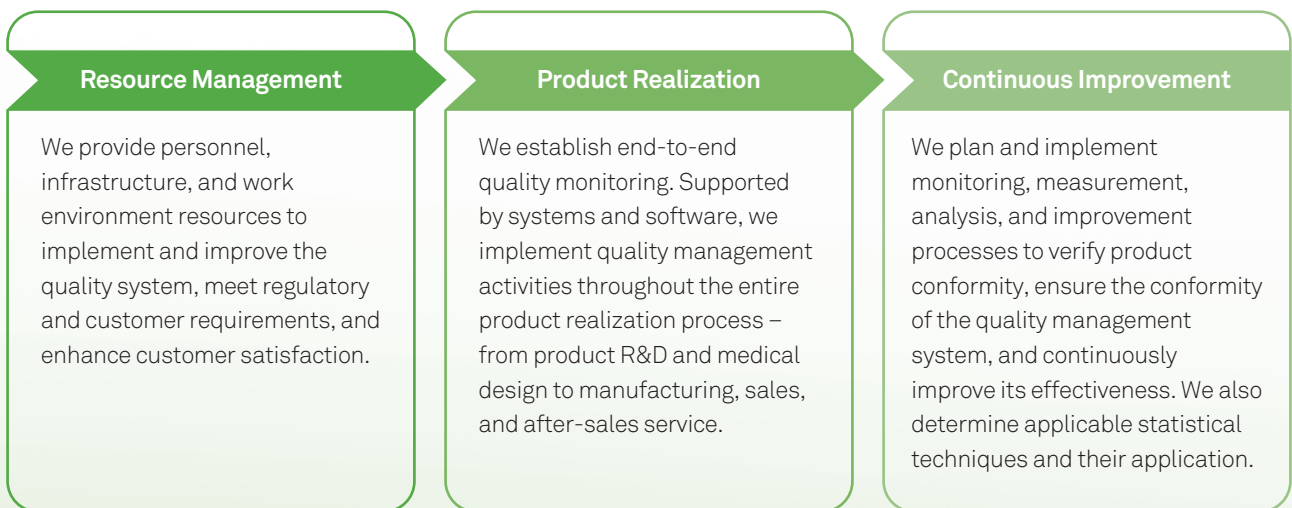 Resource Management
We provide personnel,
infrastructure, and work
environment resources to
implement and improve the
quality system, meet regulatory
and customer requirements, and
enhance customer satisfaction.
Product Realization
We establish end-to-end
quality monitoring. Supported
by systems and software, we
implement quality management
activities throughout the entire
product realization process –
from product R&D and medical
design to manufacturing, sales,
and after-sales service.
Continuous Improvement
We plan and implement
monitoring, measurement,
analysis, and improvement
processes to verify product
conformity, ensure the conformity
of the quality management
system, and continuously
improve its effectiveness. We also
determine applicable statistical
techniques and their application.